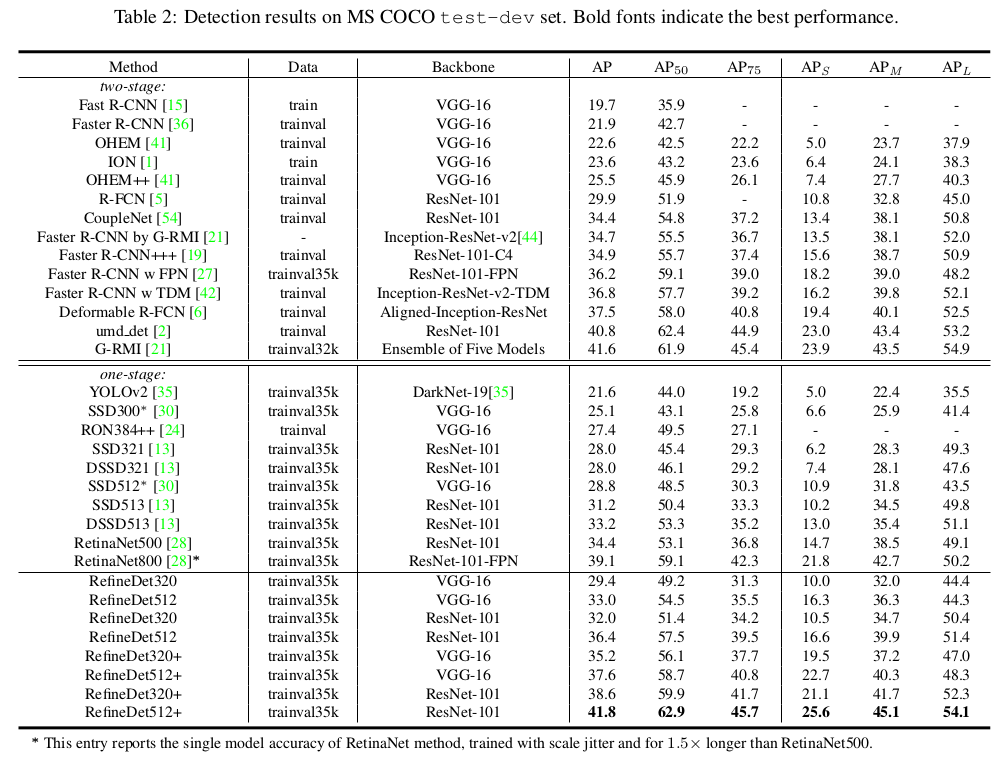 Table 2: Detection results on MS COCO test-dev set. Bold fonts indicate the best performance.
Method Data Backbone AP AP50 AP75 APS APM APL
two-stage:
Fast R-CNN [15] train VGG-16 19.7 35.9 - - - -
Faster R-CNN [36] trainval VGG-16 21.9 42.7 - - - -
OHEM [41] trainval VGG-16 22.6 42.5 22.2 5.0 23.7 37.9
ION [1] train VGG-16 23.6 43.2 23.6 6.4 24.1 38.3
OHEM++ [41] trainval VGG-16 25.5 45.9 26.1 7.4 27.7 40.3
R-FCN [5] trainval ResNet-101 29.9 51.9 - 10.8 32.8 45.0
CoupleNet [54] trainval ResNet-101 34.4 54.8 37.2 13.4 38.1 50.8
Faster R-CNN by G-RMI [21] - Inception-ResNet-v2[44] 34.7 55.5 36.7 13.5 38.1 52.0
Faster R-CNN+++ [19] trainval ResNet-101-C4 34.9 55.7 37.4 15.6 38.7 50.9
Faster R-CNN w FPN [27] trainval35k ResNet-101-FPN 36.2 59.1 39.0 18.2 39.0 48.2
Faster R-CNN w TDM [42] trainval Inception-ResNet-v2-TDM 36.8 57.7 39.2 16.2 39.8 52.1
Deformable R-FCN [6] trainval Aligned-Inception-ResNet 37.5 58.0 40.8 19.4 40.1 52.5
umd_det [2] trainval ResNet-101 40.8 62.4 44.9 23.0 43.4 53.2
G-RMI [21] trainval32k Ensemble of Five Models 41.6 61.9 45.4 23.9 43.5 54.9
one-stage:
YOLOv2 [35] trainval35k DarkNet-19[35] 21.6 44.0 19.2 5.0 22.4 35.5
SSD300* [30] trainval35k VGG-16 25.1 43.1 25.8 6.6 25.9 41.4
RON384++ [24] trainval VGG-16 27.4 49.5 27.1 - - -
SSD321 [13] trainval35k ResNet-101 28.0 45.4 29.3 6.2 28.3 49.3
DSSD321 [13] trainval35k ResNet-101 28.0 46.1 29.2 7.4 28.1 47.6
SSD512* [30] trainval35k VGG-16 28.8 48.5 30.3 10.9 31.8 43.5
SSD513 [13] trainval35k ResNet-101 31.2 50.4 33.3 10.2 34.5 49.8
DSSD513 [13] trainval35k ResNet-101 33.2 53.3 35.2 13.0 35.4 51.1
RetinaNet500 [28] trainval35k ResNet-101 34.4 53.1 36.8 14.7 38.5 49.1
RetinaNet800 [28]* trainval35k ResNet-101-FPN 39.1 59.1 42.3 21.8 42.7 50.2
RefineDet320 trainval35k VGG-16 29.4 49.2 31.3 10.0 32.0 44.4
RefineDet512 trainval35k VGG-16 33.0 54.5 35.5 16.3 36.3 44.3
RefineDet320 trainval35k ResNet-101 32.0 51.4 34.2 10.5 34.7 50.4
RefineDet512 trainval35k ResNet-101 36.4 57.5 39.5 16.6 39.9 51.4
RefineDet320+ trainval35k VGG-16 35.2 56.1 37.7 19.5 37.2 47.0
RefineDet512+ trainval35k VGG-16 37.6 58.7 40.8 22.7 40.3 48.3
RefineDet320+ trainval35k ResNet-101 38.6 59.9 41.7 21.1 41.7 52.3
RefineDet512+ trainval35k ResNet-101 41.8 62.9 45.7 25.6 45.1 54.1
* This entry reports the single model accuracy of RetinaNet method, trained with scale jitter and for 1.5× longer than RetinaNet500.